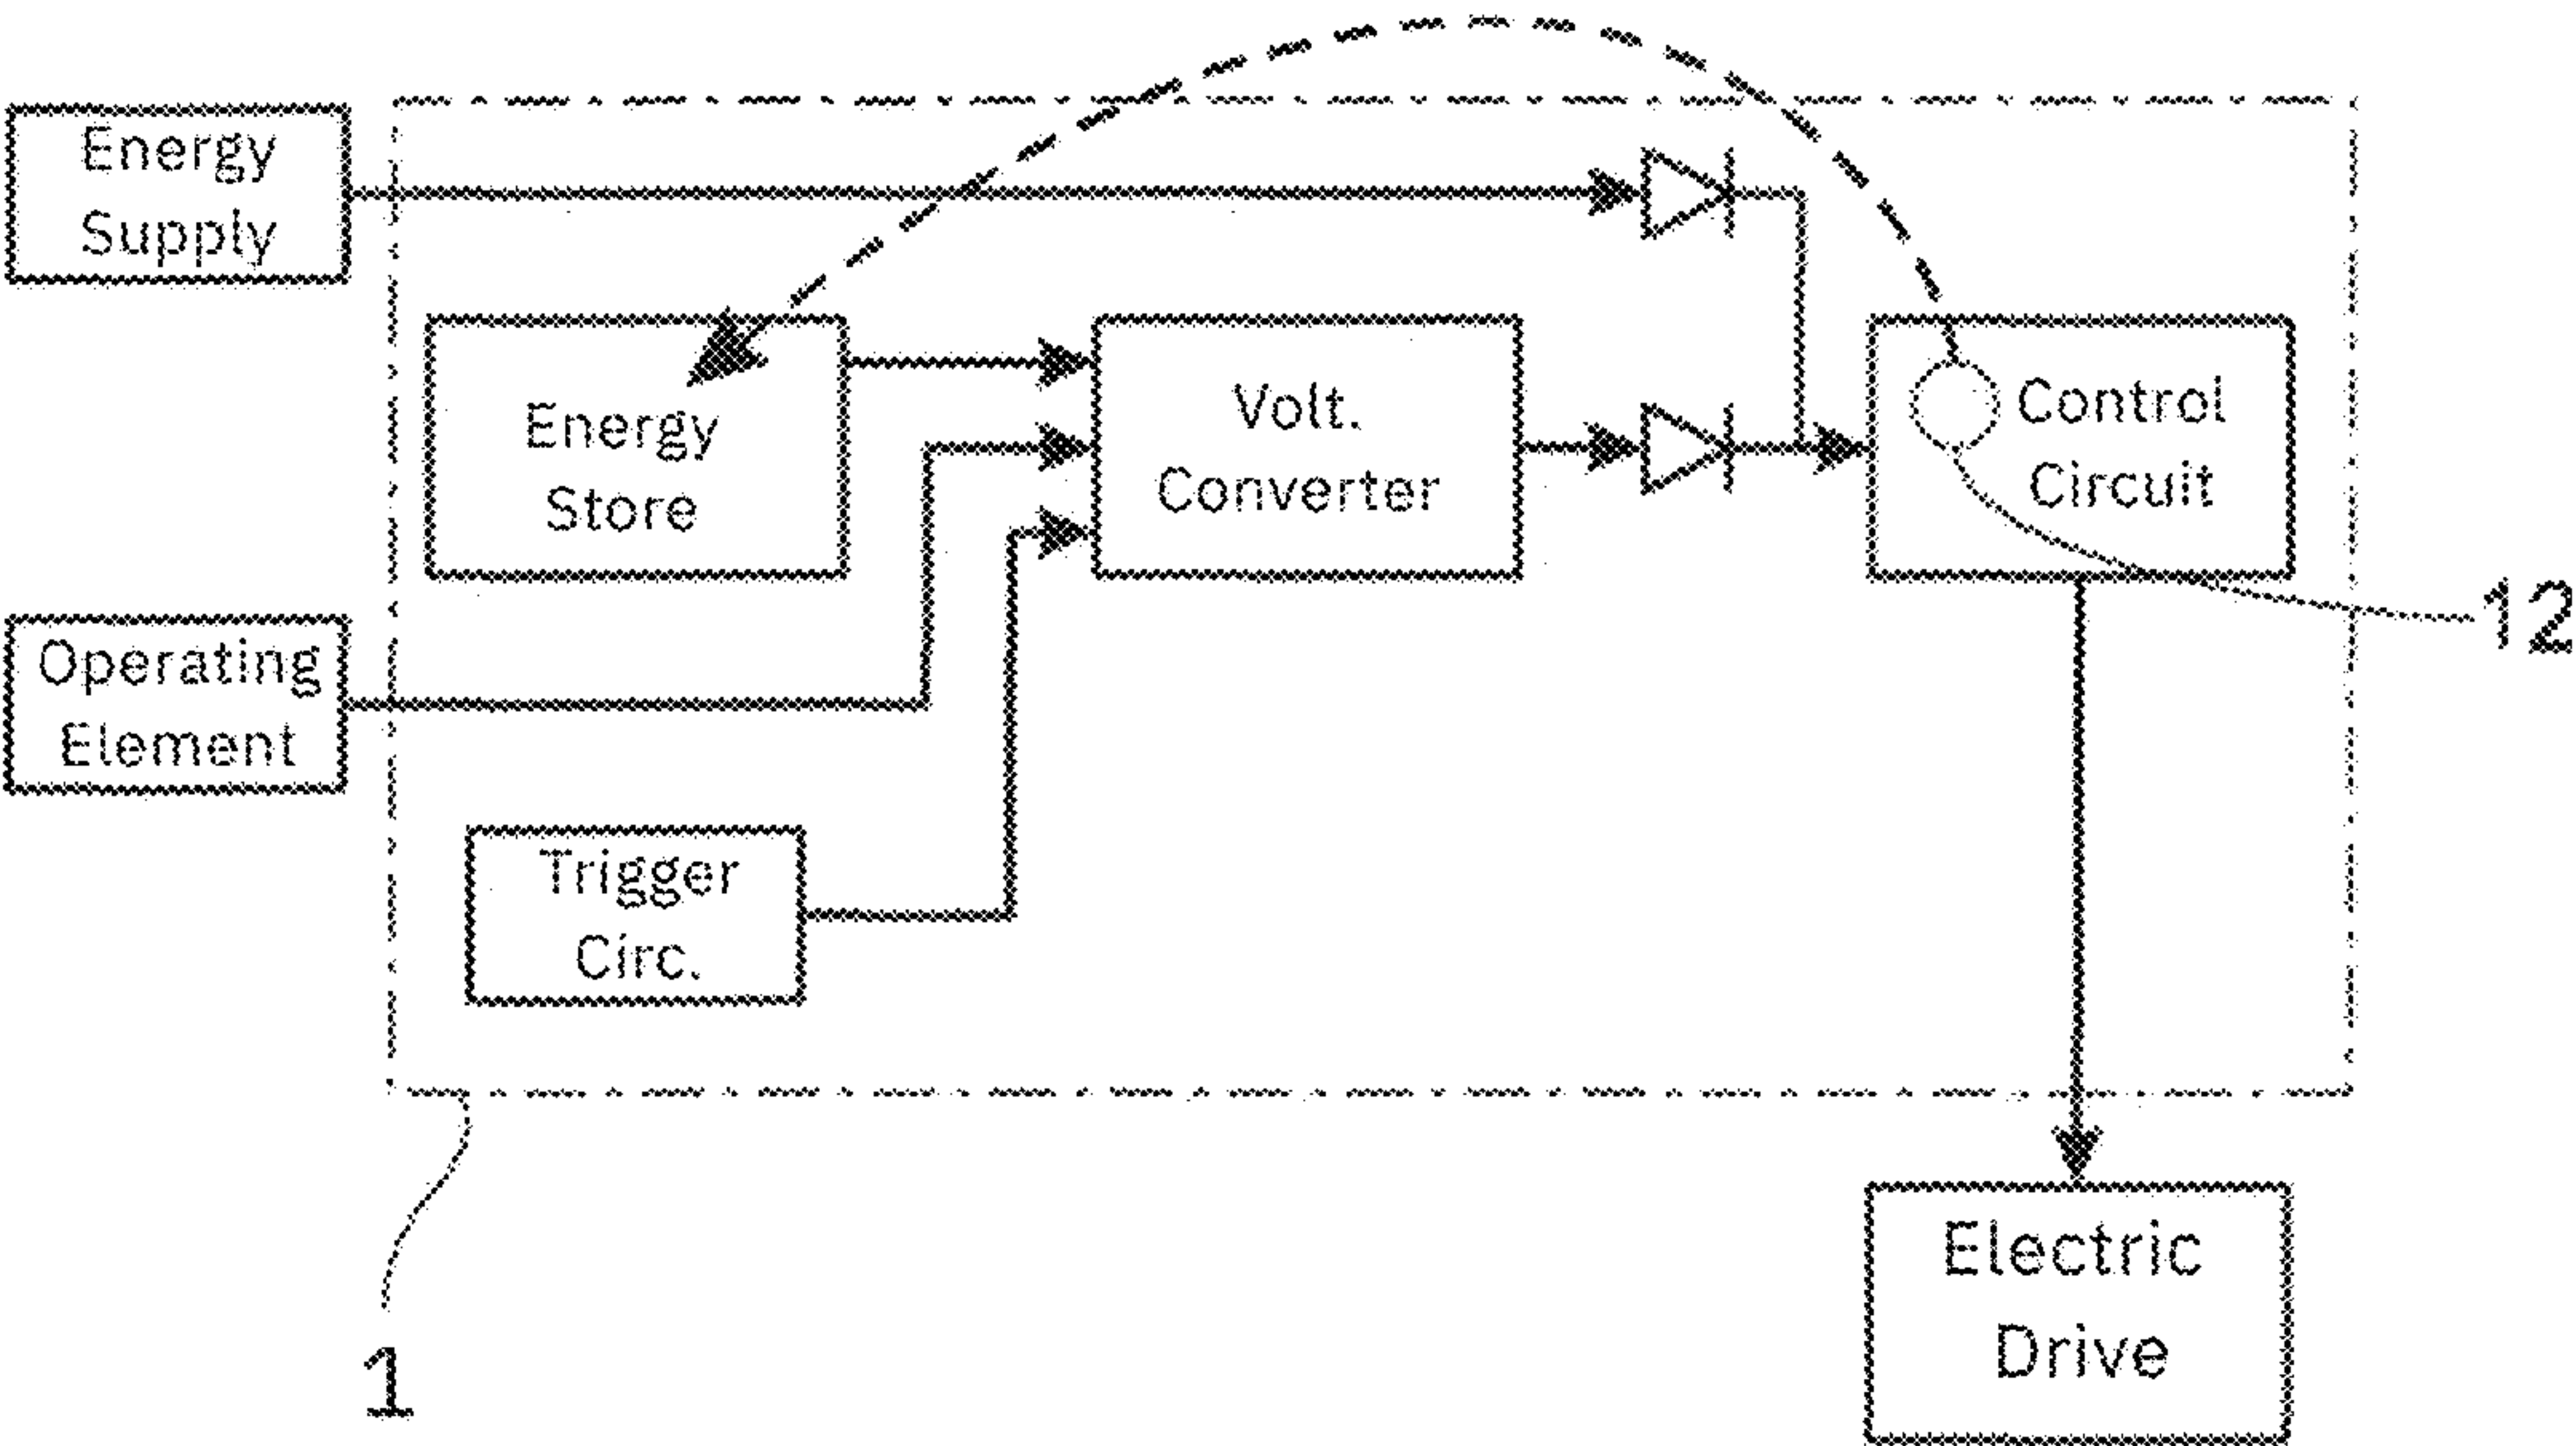 Energy
Supply
Energy
Store
Volt.
Converter
Control
Circuit
12
Operating
Element
Trigger
Circ.
1
Electric
Drive